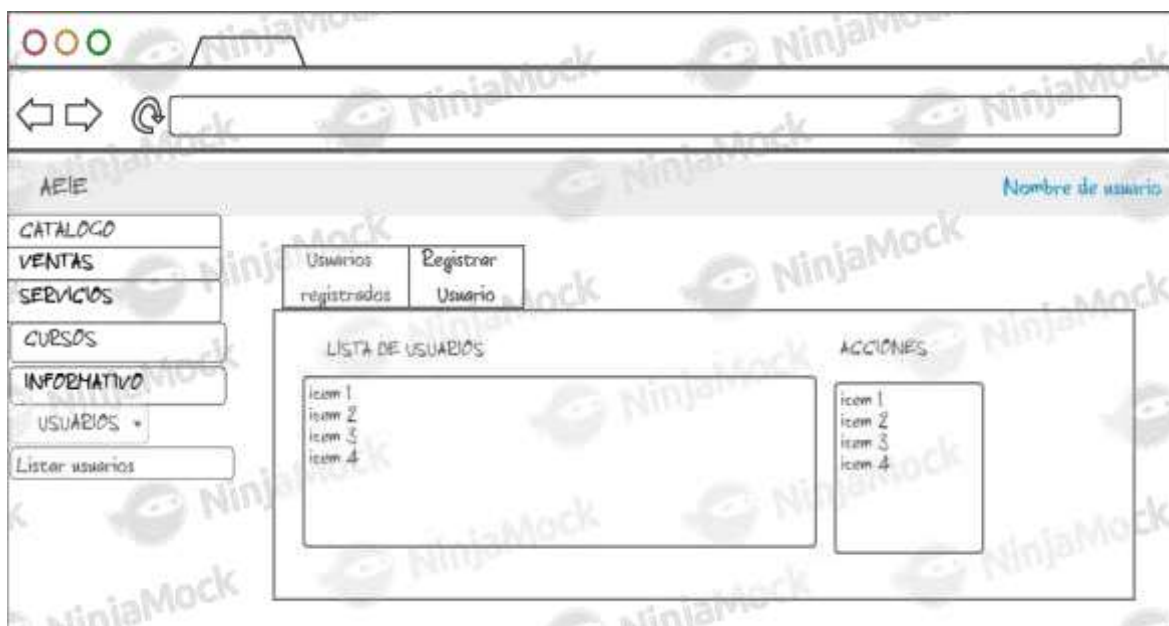 AEIE
Nombre de usuario
CATALOGO
VENTAS
SERVICIOS
CURSOS
INFORMATIVO
USUARIOS
Listar usuarios
Usuarios
registrados
Registrar
Usuario
LISTA DE USUARIOS
item 1
item 2
item 3
item 4
ACCIONES
item 1
item 2
item 3
item 4
NinjaMock